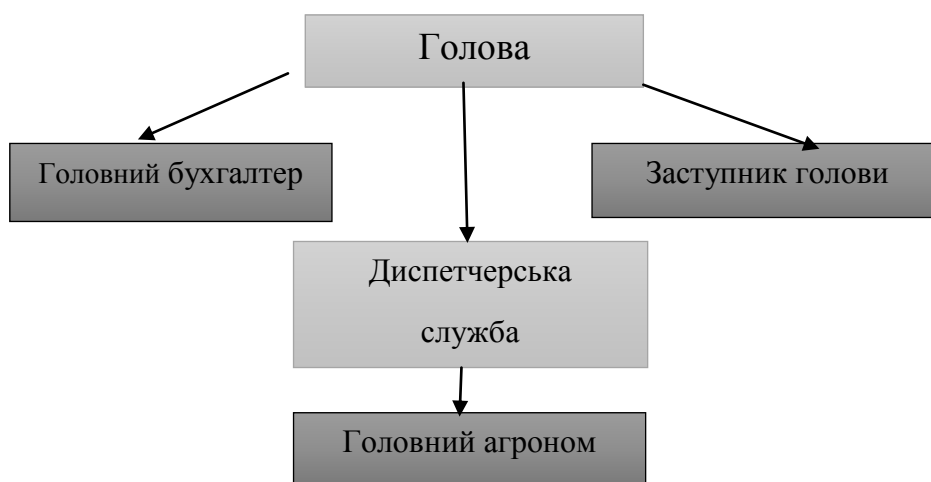 Голова
Головний бухгалтер
Заступник голови
Диспетчерська
служба
Головний агроном